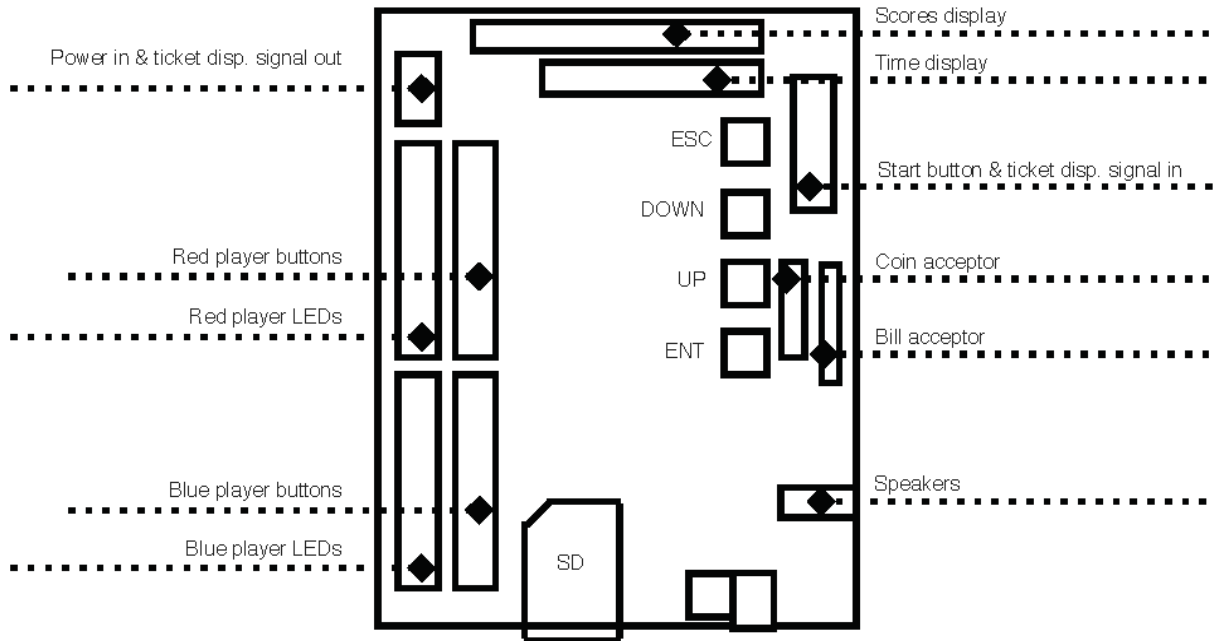 Scores display
Power in & ticket disp. signal out
Time display
ESC
Start button & ticket disp. signal in
DOWN
Red player buttons
Coin acceptor
UP
Red player LEDs
Bill acceptor
ENT
Blue player buttons
Speakers
Blue player LEDs
SD